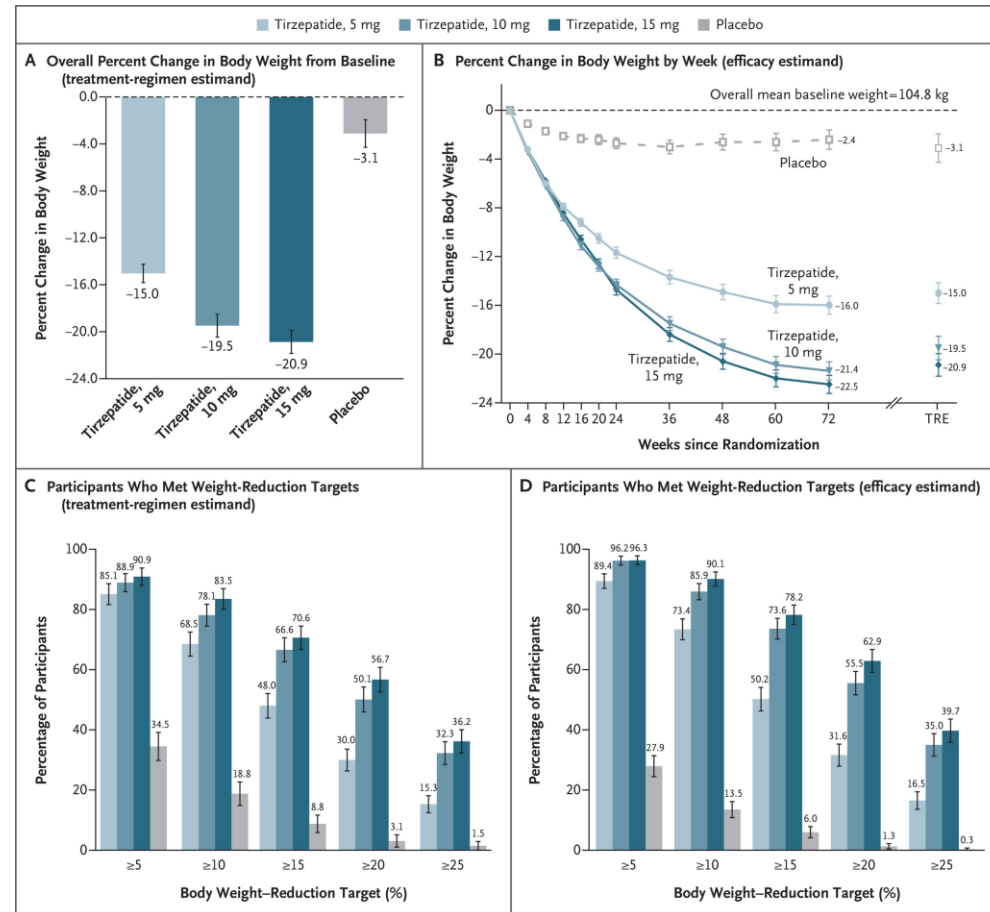 Tirzepatide, 5 mg Tirzepatide, 10 mg Tirzepatide, 15 mg Placebo
A Overall Percent Change in Body Weight from Baseline
(treatment-regimen estimand)
Percent Change in Body Weight
0.0
−4.0
−8.0
−12.0
−16.0
−20.0
−24.0
−15.0
−19.5
−20.9
−3.1
Tirzepatide,
5 mg
Tirzepatide,
10 mg
Tirzepatide,
15 mg
Placebo
B Percent Change in Body Weight by Week (efficacy estimand)
Overall mean baseline weight=104.8 kg
Percent Change in Body Weight
0
−4
−8
−12
−16
−20
−24
−2.4
Placebo
−3.1
Tirzepatide,
5 mg
−16.0
−15.0
Tirzepatide,
10 mg
−21.4
−19.5
Tirzepatide,
15 mg
−22.5
−20.9
0 4 8 12 16 20 24 36 48 60 72 TRE
Weeks since Randomization
C Participants Who Met Weight-Reduction Targets
(treatment-regimen estimand)
Percentage of Participants
100
80
60
40
20
0
85.1 88.9 90.9 34.5
68.5 78.1 83.5 18.8
48.0 66.6 70.6 8.8
30.0 50.1 56.7 3.1
15.3 32.3 36.2 1.5
≥5 ≥10 ≥15 ≥20 ≥25
Body Weight–Reduction Target (%)
D Participants Who Met Weight-Reduction Targets (efficacy estimand)
Percentage of Participants
100
80
60
40
20
0
89.4 96.2 96.3 27.9
73.4 85.9 90.1 13.5
50.2 73.6 78.2 6.0
31.6 55.5 62.9 1.3
16.5 35.0 39.7 0.3
≥5 ≥10 ≥15 ≥20 ≥25
Body Weight–Reduction Target (%)